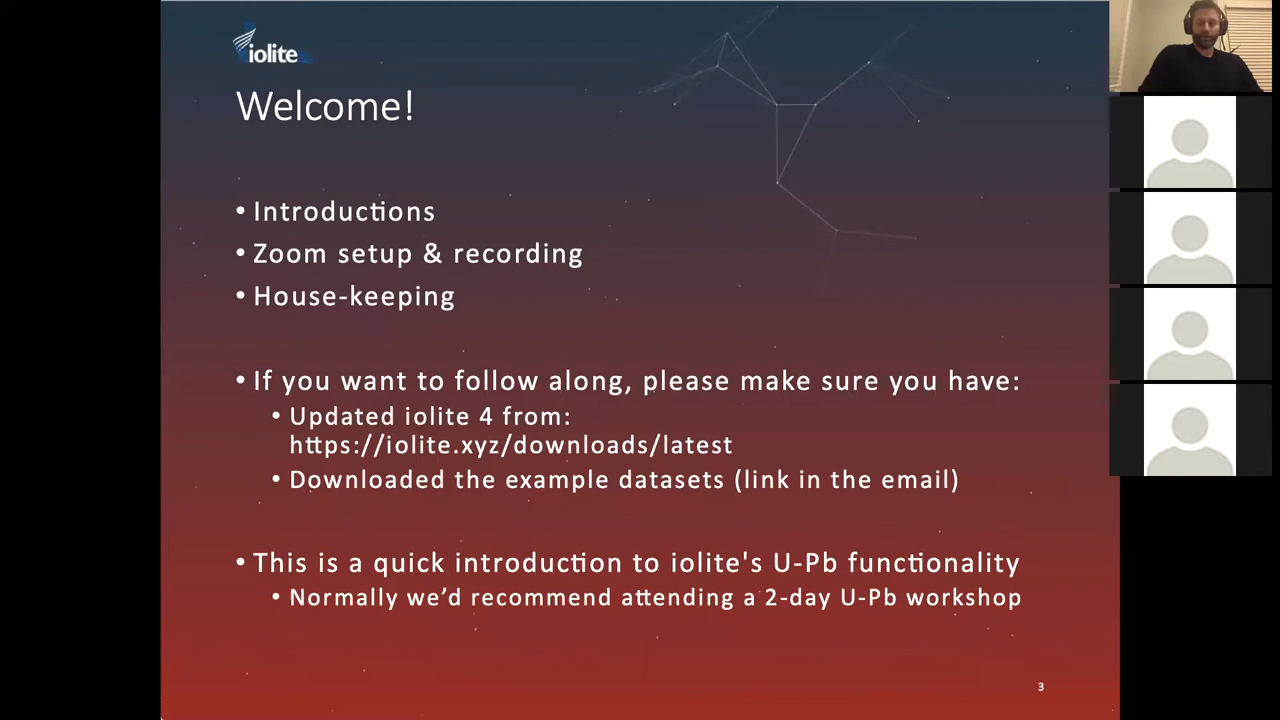 iolite
Welcome!
• Introductions
• Zoom setup & recording
• House-keeping
• If you want to follow along, please make sure you have:
• Updated iolite 4 from:
https://iolite.xyz/downloads/latest
• Downloaded the example datasets (link in the email)
• This is a quick introduction to iolite's U-Pb functionality
• Normally we’d recommend attending a 2-day U-Pb workshop
3